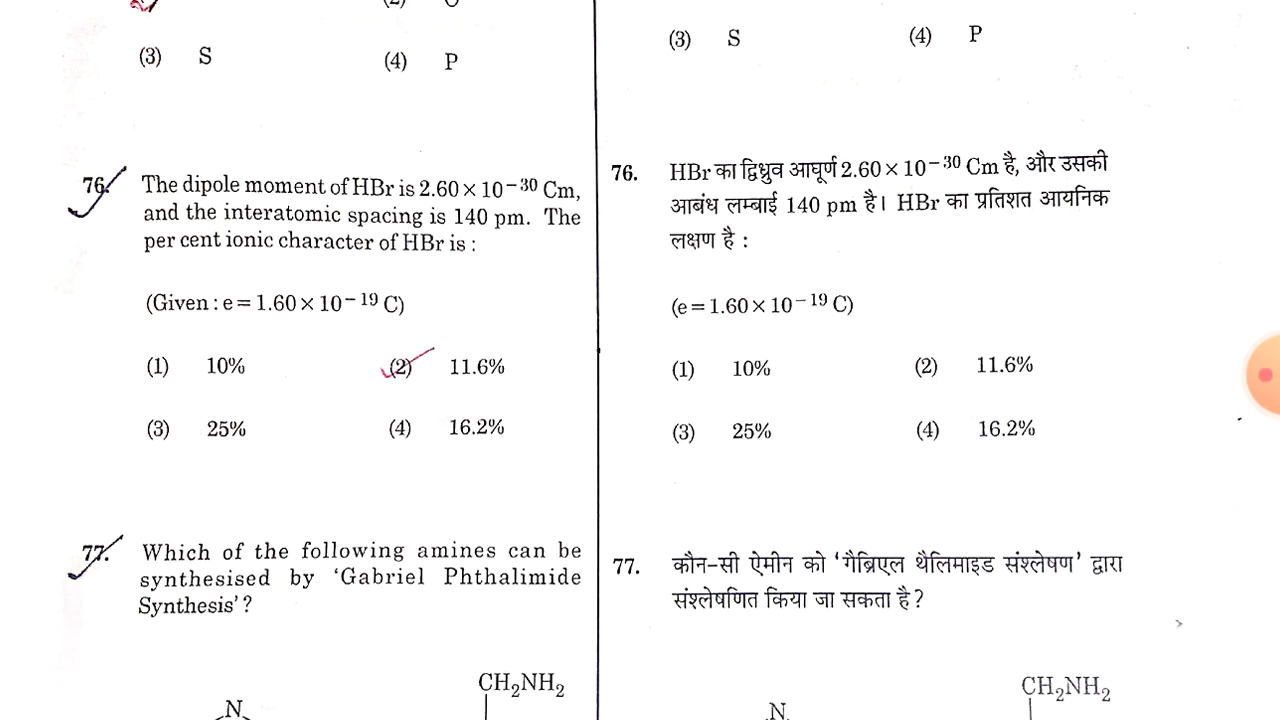 (3) S
(4) P
76. The dipole moment of HBr is 2.60 × 10⁻³⁰ Cm,
and the interatomic spacing is 140 pm. The
per cent ionic character of HBr is :
(Given : e = 1.60 × 10⁻¹⁹ C)
(1) 10% (2) 11.6%
(3) 25% (4) 16.2%
77. Which of the following amines can be
synthesised by ‘Gabriel Phthalimide
Synthesis’ ?
CH₂NH₂
N
(3) S (4) P
76. HBr का द्विध्रुव आघूर्ण 2.60 × 10⁻³⁰ Cm है, और उसकी
आबंध लम्बाई 140 pm है। HBr का प्रतिशत आयनिक
लक्षण है :
(e = 1.60 × 10⁻¹⁹ C)
(1) 10% (2) 11.6%
(3) 25% (4) 16.2%
77. कौन-सी ऐमीन को ‘गैब्रिएल थैलिमाइड संश्लेषण’ द्वारा
संश्लेषणित किया जा सकता है ?
CH₂NH₂
N